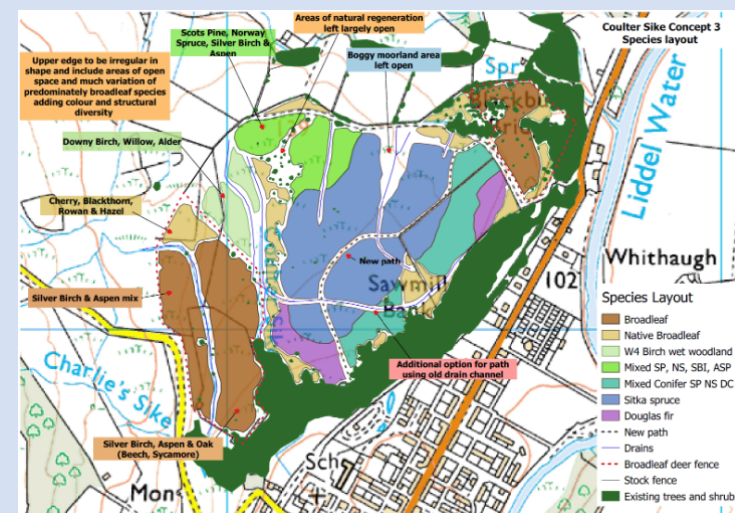 Coulter Sike Concept 3
Species layout
Areas of natural regeneration
left largely open
Scots Pine, Norway
Spruce, Silver Birch &
Aspen
Boggy moorland area
left open
Upper edge to be irregular in
shape and include areas of open
space and much variation of
predominately broadleaf species
adding colour and structural
diversity
Spr
Downy Birch, Willow, Alder
Liddel Water
Cherry, Blackthorn,
Rowan & Hazel
New path
Whithaugh
102
Sawmill
Bank
Silver Birch & Aspen mix
Charlie's Sike
Additional option for path
using old drain channel
Silver Birch, Aspen & Oak
(Beech, Sycamore)
Sch
Mon
Species Layout
Broadleaf
Native Broadleaf
W4 Birch wet woodland
Mixed SP, NS, SBI, ASP
Mixed Conifer SP NS DC
Sitka spruce
Douglas fir
New path
Drains
Broadleaf deer fence
Stock fence
Existing trees and shrub